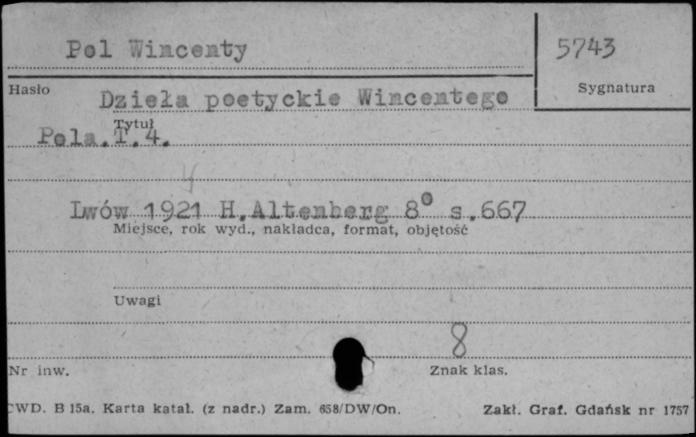 Pol Wincenty
5743
Hasło
Sygnatura
Dzieła poetyckie Wincentego
Tytuł
Pola.T.4.
4
Lwów 1921 H.Altenberg 8° s.667
Miejsce, rok wyd., nakładca, format, objętość
Uwagi
8
Nr inw.
Znak klas.
CWD. B 15a. Karta katal. (z nadr.) Zam. 658/DW/On.
Zakł. Graf. Gdańsk nr 1757